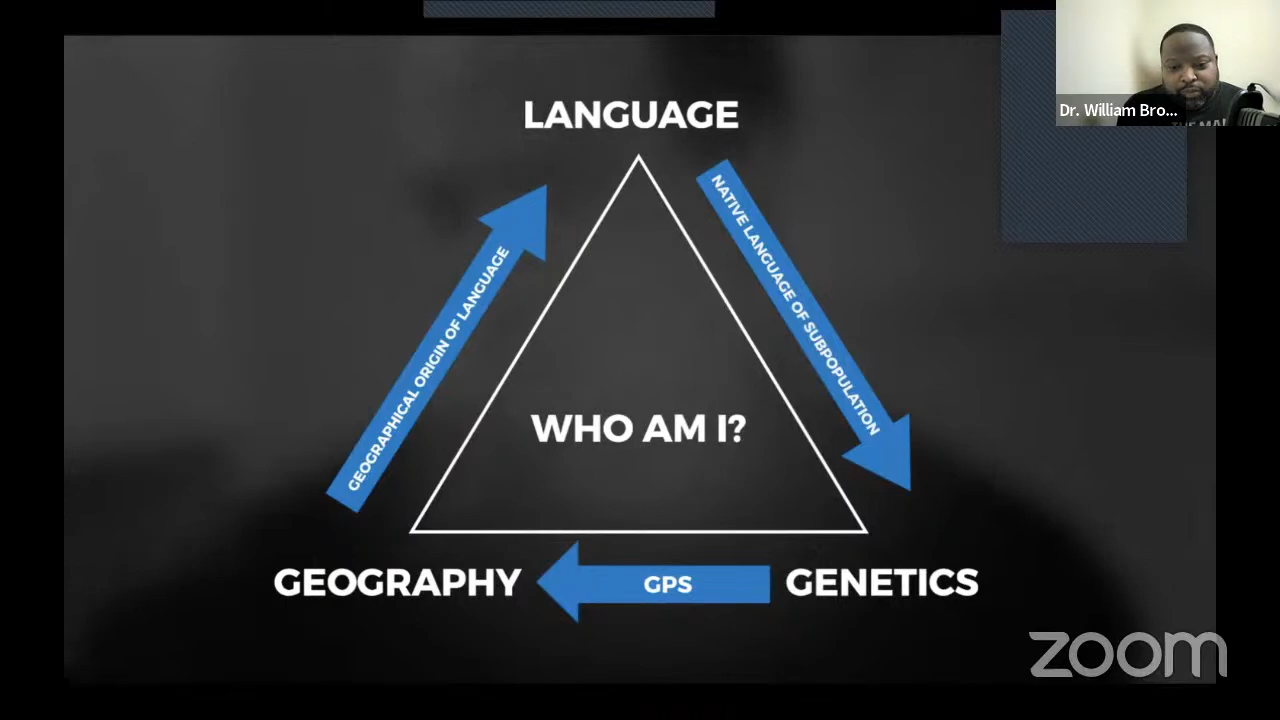 Dr. William Bro...
LANGUAGE
GEOGRAPHICAL ORIGIN OF LANGUAGE
NATIVE LANGUAGE OF SUBPOPULATION
WHO AM I?
GEOGRAPHY
GPS
GENETICS
zoom